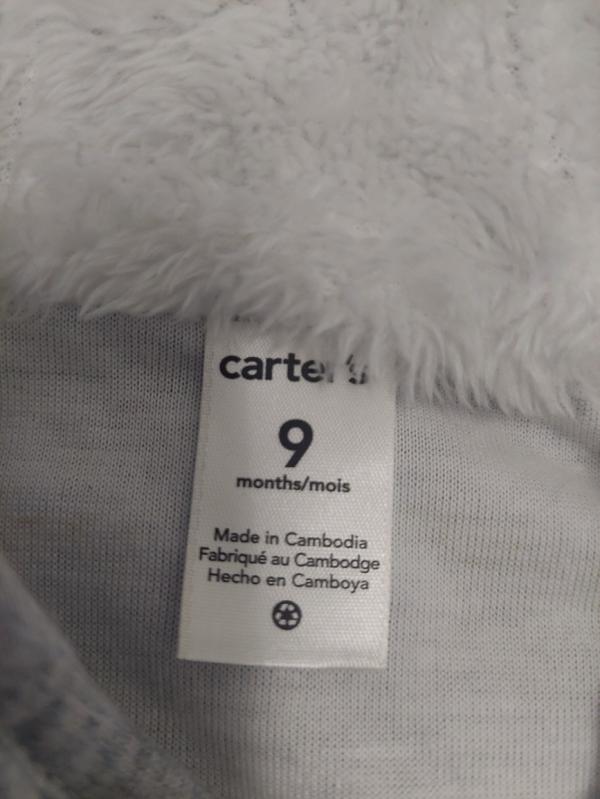 carter's
9
months/mois
Made in Cambodia
Fabriqué au Cambodge
Hecho en Camboya